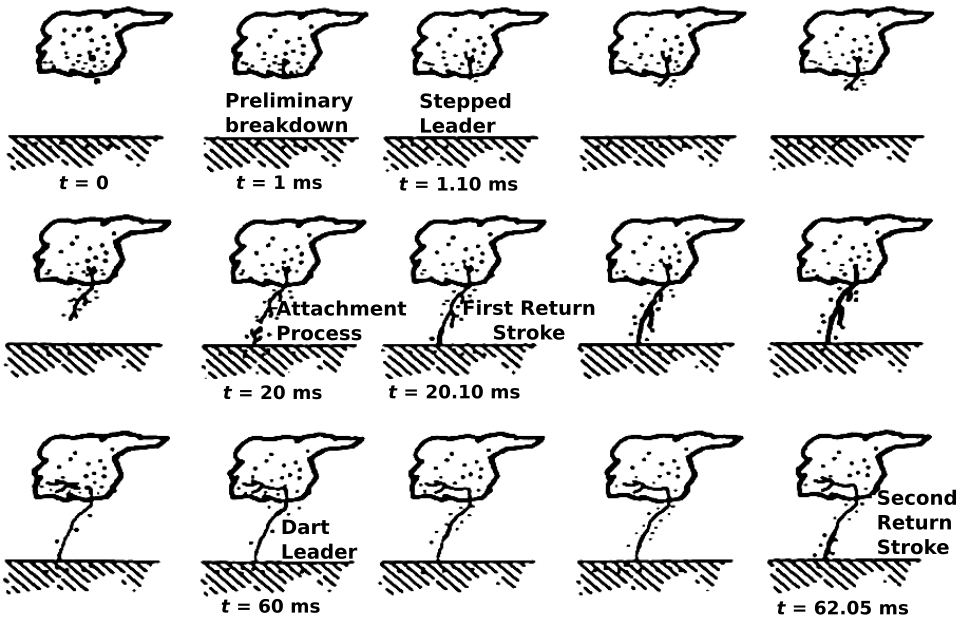 Preliminary
breakdown
Stepped
Leader
t = 0
t = 1 ms
t = 1.10 ms
Attachment
Process
First Return
Stroke
t = 20 ms
t = 20.10 ms
Dart
Leader
Second
Return
Stroke
t = 60 ms
t = 62.05 ms